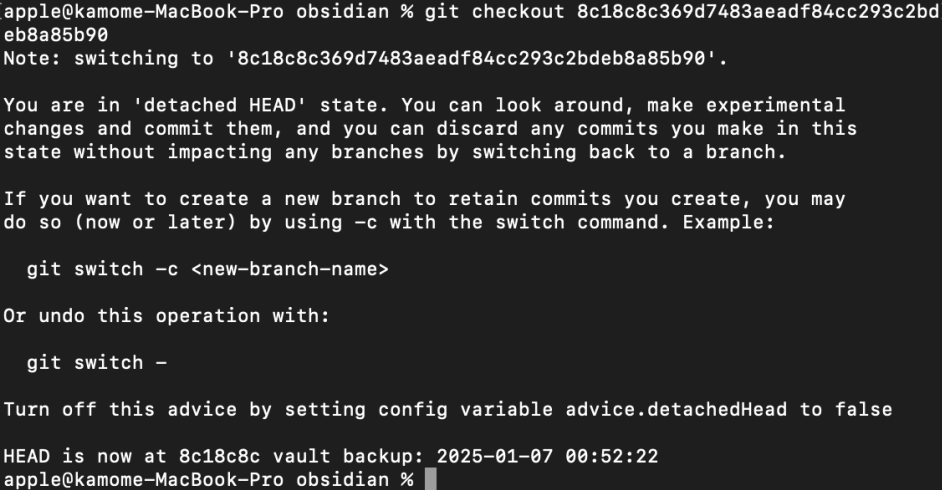 [apple@kamome-MacBook-Pro obsidian % git checkout 8c18c8c369d7483aeadf84cc293c2bd
eb8a85b90
Note: switching to '8c18c8c369d7483aeadf84cc293c2bdeb8a85b90'.
You are in 'detached HEAD' state. You can look around, make experimental
changes and commit them, and you can discard any commits you make in this
state without impacting any branches by switching back to a branch.
If you want to create a new branch to retain commits you create, you may
do so (now or later) by using -c with the switch command. Example:
git switch -c <new-branch-name>
Or undo this operation with:
git switch -
Turn off this advice by setting config variable advice.detachedHead to false
HEAD is now at 8c18c8c vault backup: 2025-01-07 00:52:22
apple@kamome-MacBook-Pro obsidian %